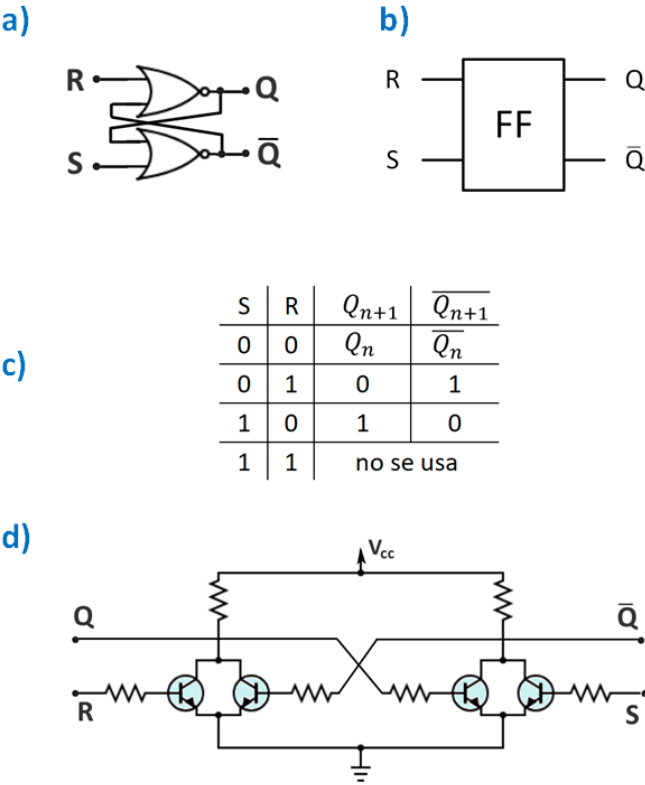 a)
b)
R
Q
S
Q̅
R
Q
FF
S
Q̅
c)
S R Qₙ₊₁ Q̅ₙ₊₁
0 0 Qₙ Q̅ₙ
0 1 0 1
1 0 1 0
1 1 no se usa
d)
Vcc
Q
Q̅
R
S